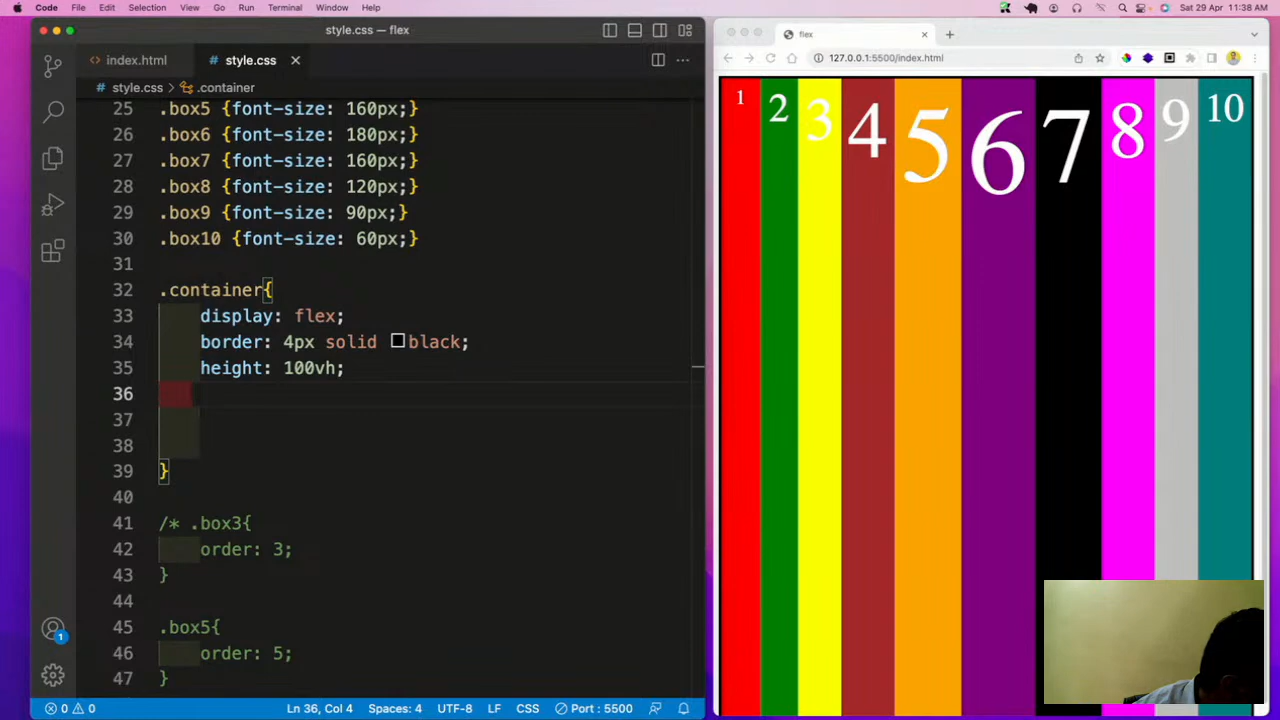 Code File Edit Selection View Go Run Terminal Window Help
Sat 29 Apr 11:38 AM
style.css — flex
index.html
# style.css
style.css > .container
25 .box5 {font-size: 160px;}
26 .box6 {font-size: 180px;}
27 .box7 {font-size: 160px;}
28 .box8 {font-size: 120px;}
29 .box9 {font-size: 90px;}
30 .box10 {font-size: 60px;}
31
32 .container{
33 display: flex;
34 border: 4px solid black;
35 height: 100vh;
36
37
38
39 }
40
41 /* .box3{
42 order: 3;
43 }
44
45 .box5{
46 order: 5;
47 }
1
0 0 Ln 36, Col 4 Spaces: 4 UTF-8 LF CSS Port : 5500
flex
127.0.0.1:5500/index.html
1 2 3 4 5 6 7 8 9 10